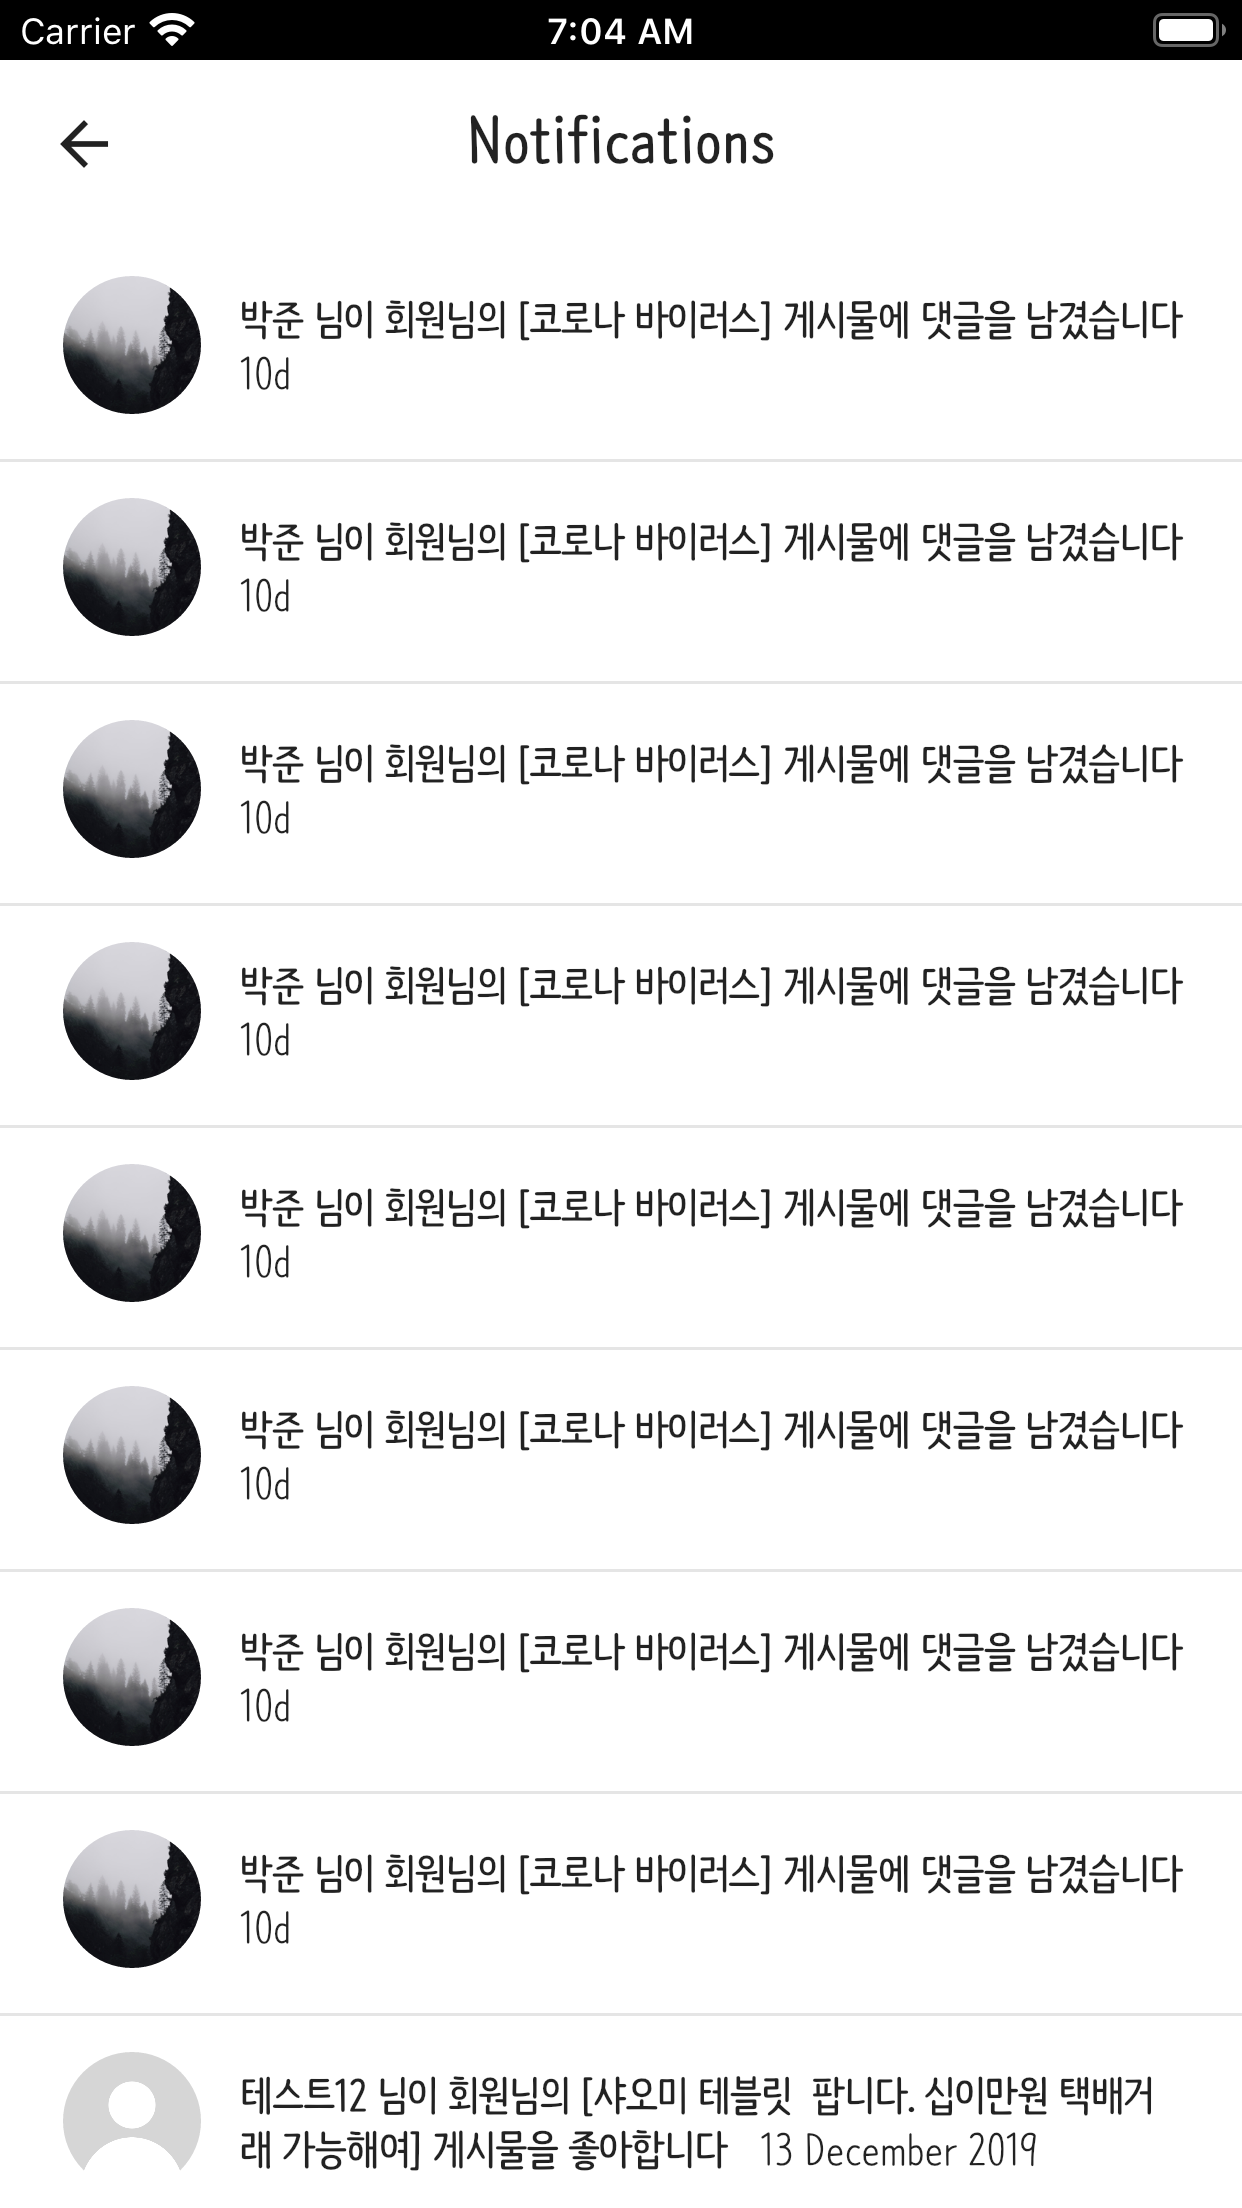 Carrier 7:04 AM
Notifications
박준 님이 회원님의 [코로나 바이러스] 게시물에 댓글을 남겼습니다
10d
박준 님이 회원님의 [코로나 바이러스] 게시물에 댓글을 남겼습니다
10d
박준 님이 회원님의 [코로나 바이러스] 게시물에 댓글을 남겼습니다
10d
박준 님이 회원님의 [코로나 바이러스] 게시물에 댓글을 남겼습니다
10d
박준 님이 회원님의 [코로나 바이러스] 게시물에 댓글을 남겼습니다
10d
박준 님이 회원님의 [코로나 바이러스] 게시물에 댓글을 남겼습니다
10d
박준 님이 회원님의 [코로나 바이러스] 게시물에 댓글을 남겼습니다
10d
박준 님이 회원님의 [코로나 바이러스] 게시물에 댓글을 남겼습니다
10d
테스트12 님이 회원님의 [샤오미 테블릿  팝니다. 십이만원 택배거
래 가능해여] 게시물을 좋아합니다 13 December 2019